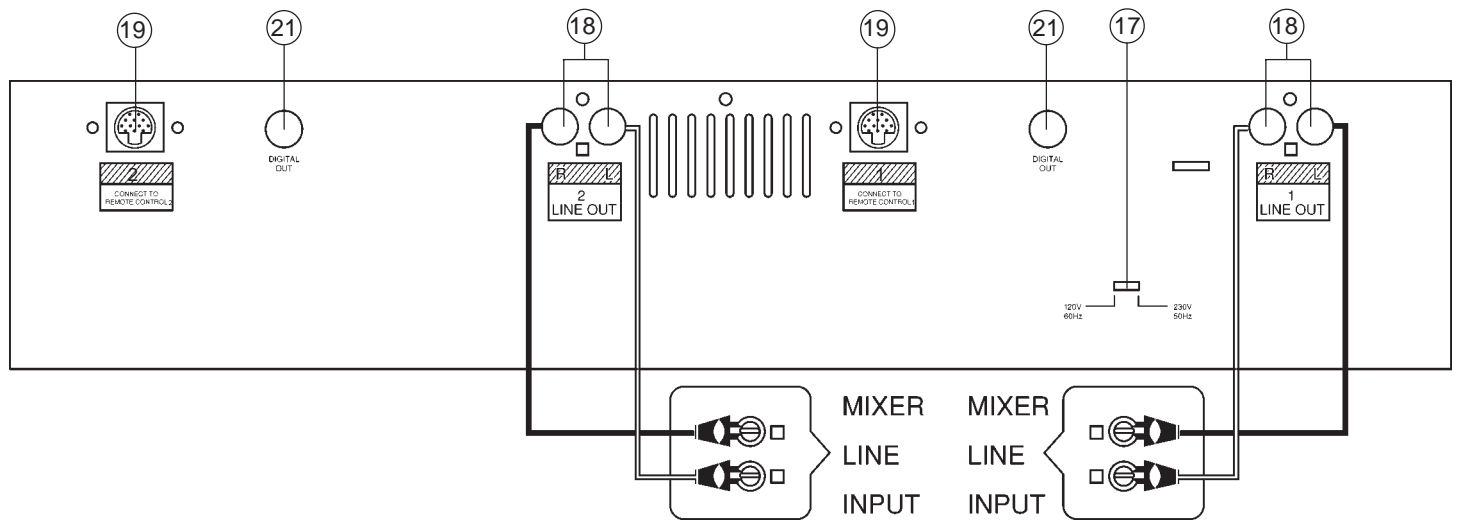 19 21 18 19 21 17 18
DIGITAL
OUT
2
CONNECT TO
REMOTE CONTROL 2
R L
2
LINE OUT
1
CONNECT TO
REMOTE CONTROL 1
DIGITAL
OUT
R L
1
LINE OUT
120V
60Hz
230V
50Hz
MIXER
LINE
INPUT
MIXER
LINE
INPUT